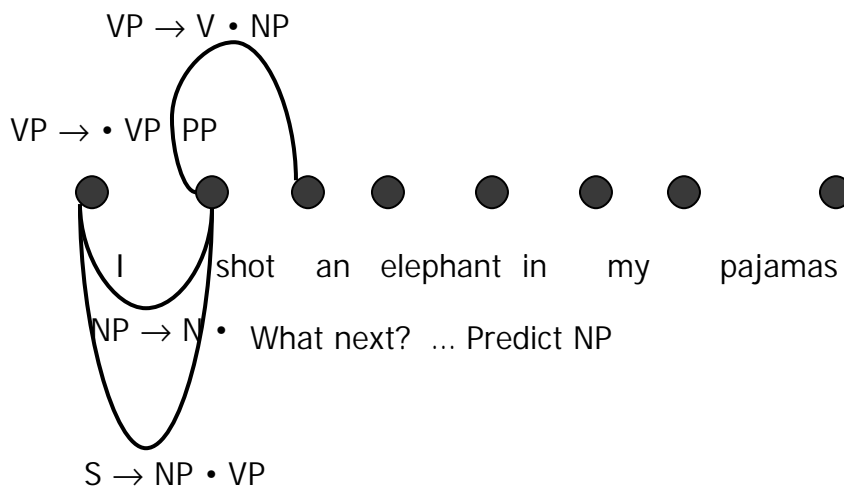 VP → V • NP
VP → • VP PP
I shot an elephant in my pajamas
NP → N •
What next? ... Predict NP
S → NP • VP